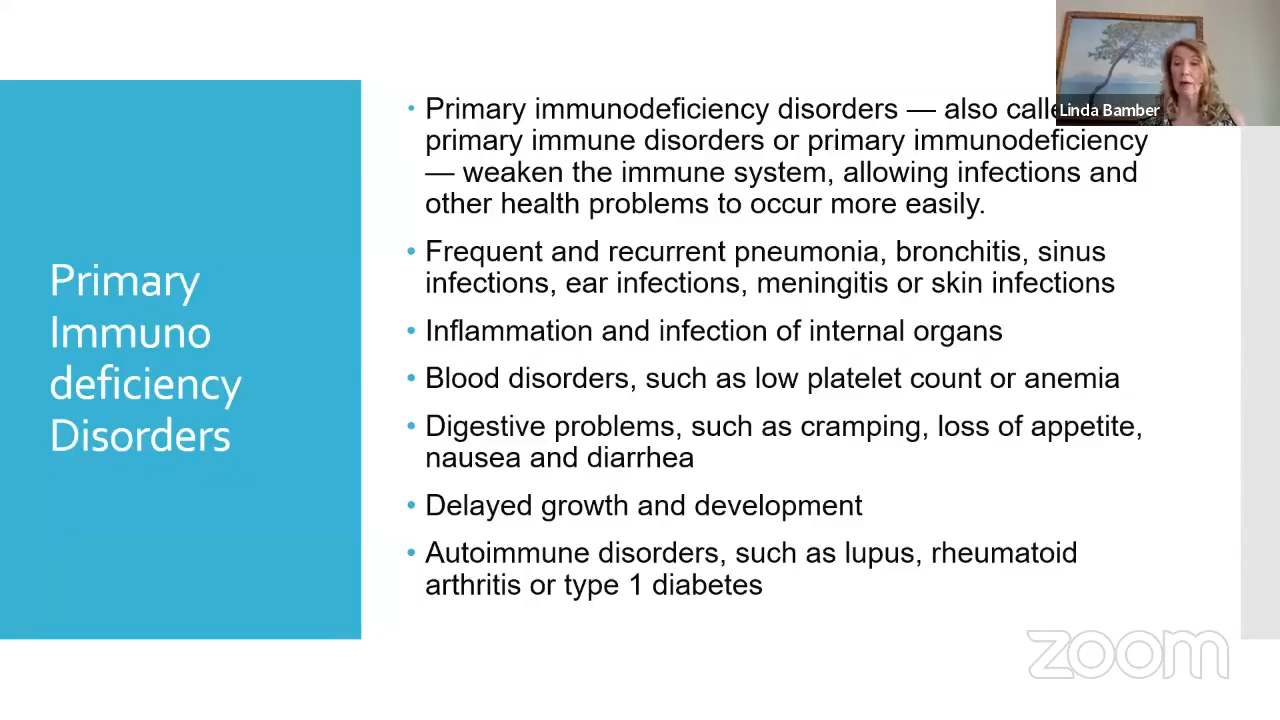 Primary
Immuno
deficiency
Disorders
• Primary immunodeficiency disorders — also
primary immune disorders or primary immunodeficiency
— weaken the immune system, allowing infections and
other health problems to occur more easily.
• Frequent and recurrent pneumonia, bronchitis, sinus
infections, ear infections, meningitis or skin infections
• Inflammation and infection of internal organs
• Blood disorders, such as low platelet count or anemia
• Digestive problems, such as cramping, loss of appetite,
nausea and diarrhea
• Delayed growth and development
• Autoimmune disorders, such as lupus, rheumatoid
arthritis or type 1 diabetes
Linda Bamber
zoom